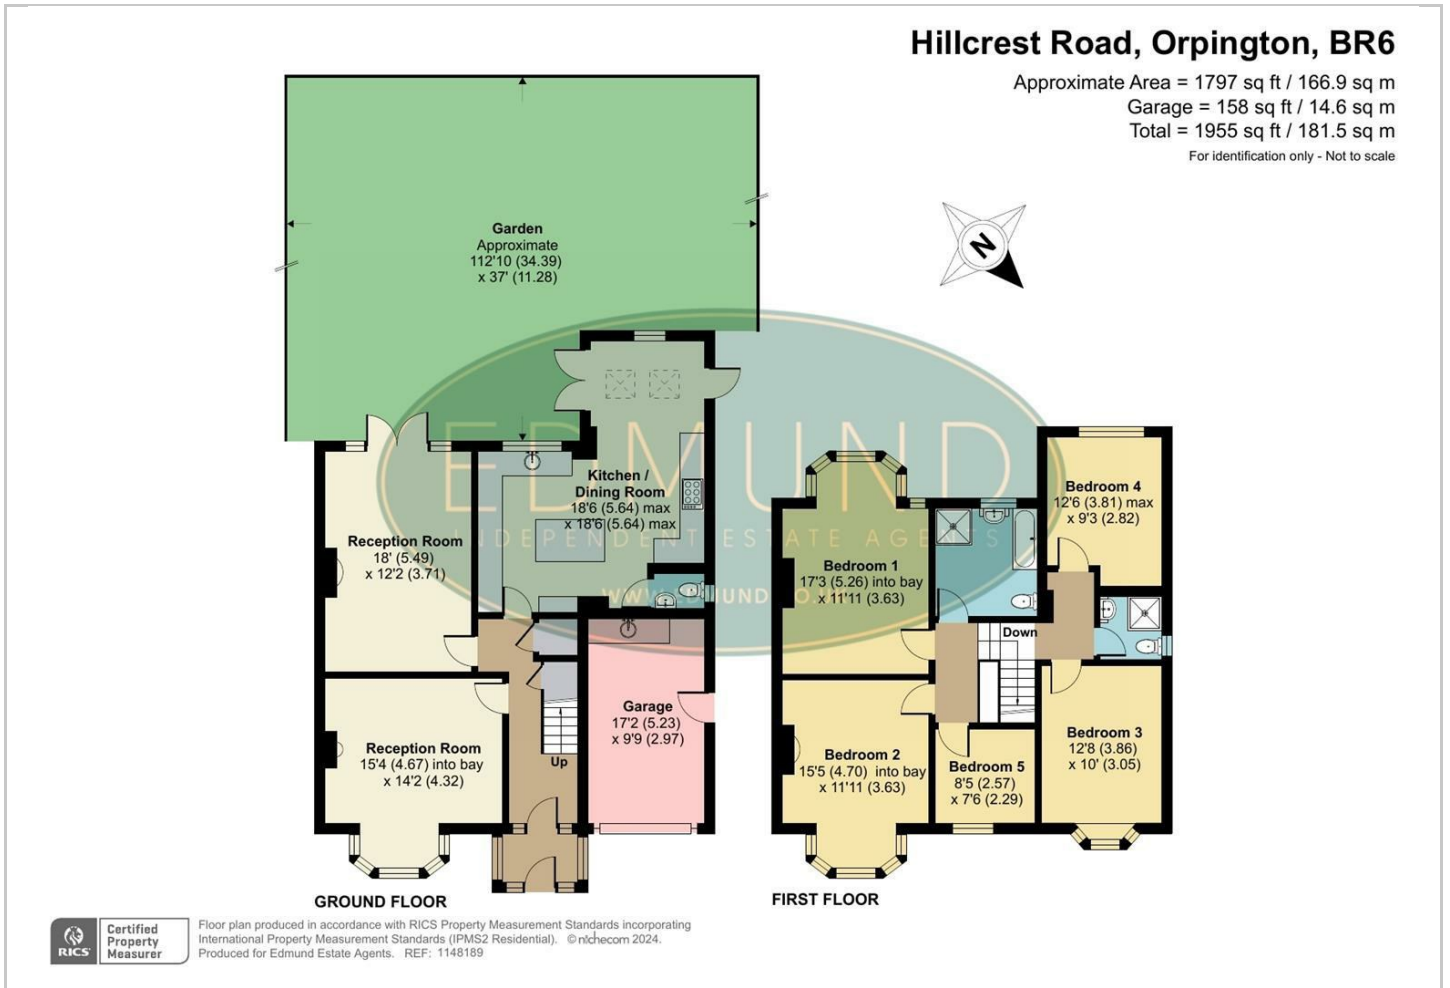 Hillcrest Road, Orpington, BR6
Approximate Area = 1797 sq ft / 166.9 sq m
Garage = 158 sq ft / 14.6 sq m
Total = 1955 sq ft / 181.5 sq m
For identification only - Not to scale
N
Garden
Approximate
112'10 (34.39)
x 37' (11.28)
EDMUND
INDEPENDENT ESTATE AGENTS
WWW.EDMUND.CO.UK
Kitchen /
Dining Room
18'6 (5.64) max
x 18'6 (5.64) max
Reception Room
18' (5.49)
x 12'2 (3.71)
Reception Room
15'4 (4.67) into bay
x 14'2 (4.32)
Up
Garage
17'2 (5.23)
x 9'9 (2.97)
GROUND FLOOR
Bedroom 4
12'6 (3.81) max
x 9'3 (2.82)
Bedroom 1
17'3 (5.26) into bay
x 11'11 (3.63)
Down
Bedroom 2
15'5 (4.70) into bay
x 11'11 (3.63)
Bedroom 5
8'5 (2.57)
x 7'6 (2.29)
Bedroom 3
12'8 (3.86)
x 10' (3.05)
FIRST FLOOR
RICS
Certified
Property
Measurer
Floor plan produced in accordance with RICS Property Measurement Standards incorporating
International Property Measurement Standards (IPMS2 Residential). © nichecom 2024.
Produced for Edmund Estate Agents. REF: 1148189